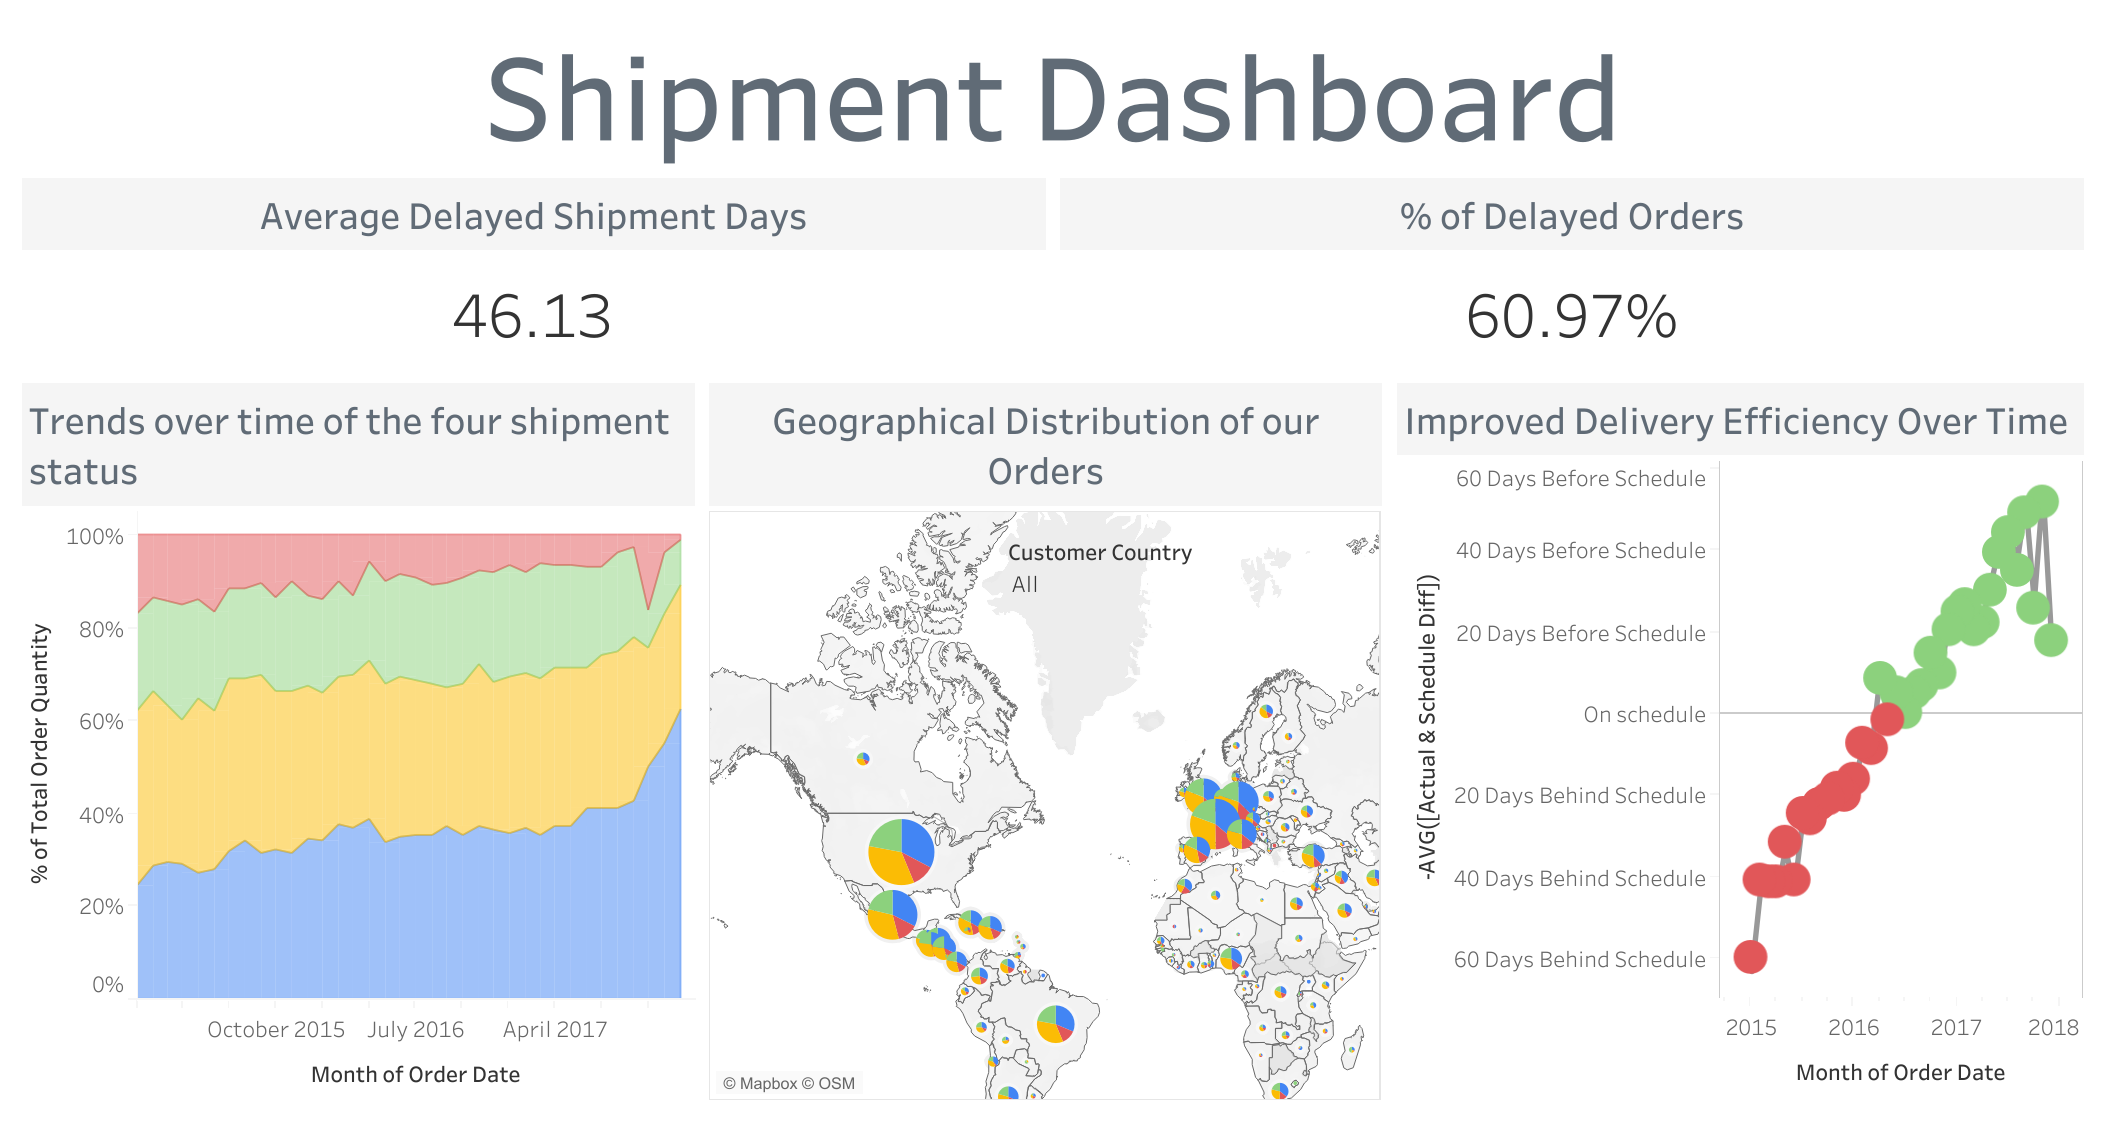 Shipment Dashboard
Average Delayed Shipment Days
% of Delayed Orders
46.13
60.97%
Trends over time of the four shipment
status
100%
80%
60%
40%
20%
0%
% of Total Order Quantity
October 2015
July 2016
April 2017
Month of Order Date
Geographical Distribution of our
Orders
Customer Country
All
© Mapbox © OSM
Improved Delivery Efficiency Over Time
60 Days Before Schedule
40 Days Before Schedule
20 Days Before Schedule
On schedule
20 Days Behind Schedule
40 Days Behind Schedule
60 Days Behind Schedule
-AVG([Actual & Schedule Diff])
2015
2016
2017
2018
Month of Order Date